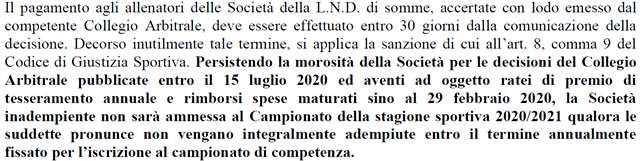 Il pagamento agli allenatori delle Società della L.N.D. di somme, accertate con lodo emesso dal
competente Collegio Arbitrale, deve essere effettuato entro 30 giorni dalla comunicazione della
decisione. Decorso inutilmente tale termine, si applica la sanzione di cui all'art. 8, comma 9 del
Codice di Giustizia Sportiva. Persistendo la morosità della Società per le decisioni del Collegio
Arbitrale pubblicate entro il 15 luglio 2020 ed aventi ad oggetto ratei di premio di
tesseramento annuale e rimborsi spese maturati sino al 29 febbraio 2020, la Società
inadempiente non sarà ammessa al Campionato della stagione sportiva 2020/2021 qualora le
suddette pronunce non vengano integralmente adempiute entro il termine annualmente
fissato per l'iscrizione al campionato di competenza.